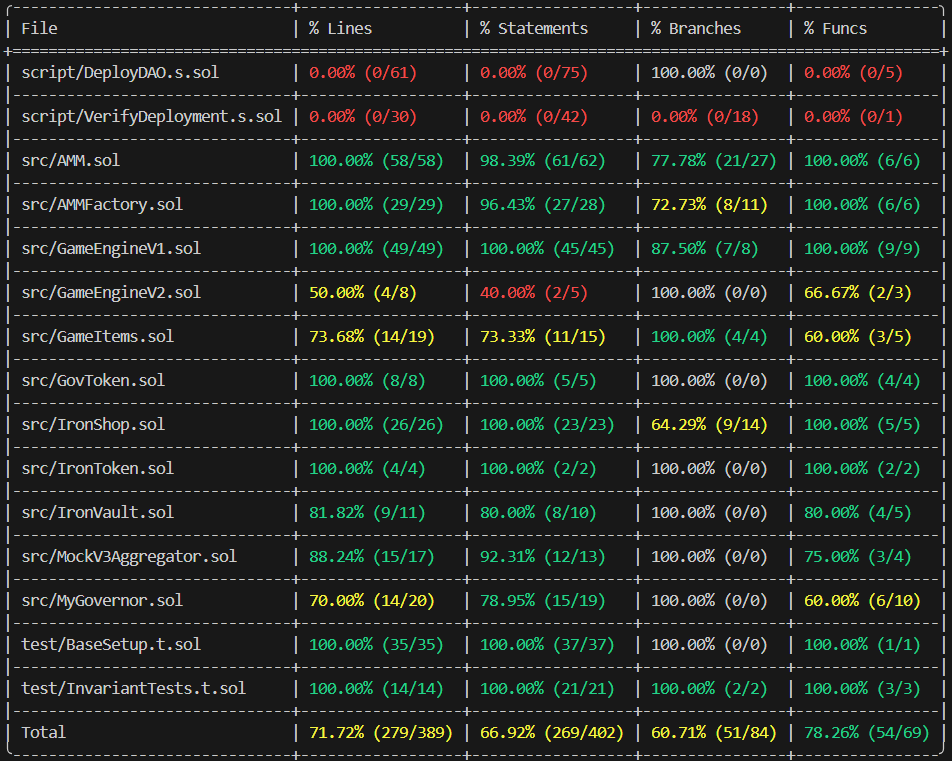 File | % Lines | % Statements | % Branches | % Funcs
script/DeployDAO.s.sol | 0.00% (0/61) | 0.00% (0/75) | 100.00% (0/0) | 0.00% (0/5)
script/VerifyDeployment.s.sol | 0.00% (0/30) | 0.00% (0/42) | 0.00% (0/18) | 0.00% (0/1)
src/AMM.sol | 100.00% (58/58) | 98.39% (61/62) | 77.78% (21/27) | 100.00% (6/6)
src/AMMFactory.sol | 100.00% (29/29) | 96.43% (27/28) | 72.73% (8/11) | 100.00% (6/6)
src/GameEngineV1.sol | 100.00% (49/49) | 100.00% (45/45) | 87.50% (7/8) | 100.00% (9/9)
src/GameEngineV2.sol | 50.00% (4/8) | 40.00% (2/5) | 100.00% (0/0) | 66.67% (2/3)
src/GameItems.sol | 73.68% (14/19) | 73.33% (11/15) | 100.00% (4/4) | 60.00% (3/5)
src/GovToken.sol | 100.00% (8/8) | 100.00% (5/5) | 100.00% (0/0) | 100.00% (4/4)
src/IronShop.sol | 100.00% (26/26) | 100.00% (23/23) | 64.29% (9/14) | 100.00% (5/5)
src/IronToken.sol | 100.00% (4/4) | 100.00% (2/2) | 100.00% (0/0) | 100.00% (2/2)
src/IronVault.sol | 81.82% (9/11) | 80.00% (8/10) | 100.00% (0/0) | 80.00% (4/5)
src/MockV3Aggregator.sol | 88.24% (15/17) | 92.31% (12/13) | 100.00% (0/0) | 75.00% (3/4)
src/MyGovernor.sol | 70.00% (14/20) | 78.95% (15/19) | 100.00% (0/0) | 60.00% (6/10)
test/BaseSetup.t.sol | 100.00% (35/35) | 100.00% (37/37) | 100.00% (0/0) | 100.00% (1/1)
test/InvariantTests.t.sol | 100.00% (14/14) | 100.00% (21/21) | 100.00% (2/2) | 100.00% (3/3)
Total | 71.72% (279/389) | 66.92% (269/402) | 60.71% (51/84) | 78.26% (54/69)